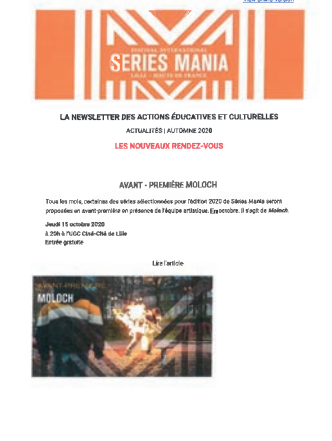 FESTIVAL INTERNATIONAL
SERIES MANIA
LILLE - HAUTS-DE-FRANCE
LA NEWSLETTER DES ACTIONS ÉDUCATIVES ET CULTURELLES
ACTUALITÉS | AUTOMNE 2020
LES NOUVEAUX RENDEZ-VOUS
AVANT - PREMIÈRE MOLOCH
Tous les mois, certaines des séries sélectionnées pour l'édition 2020 de Séries Mania seront
proposées en avant-première en présence de l'équipe artistique. En octobre, il s'agit de Moloch.
Jeudi 15 octobre 2020
à 20h à l'UGC Ciné-Cité de Lille
Entrée gratuite
Lire l'article
AVANT-PREMIÈRE
MOLOCH